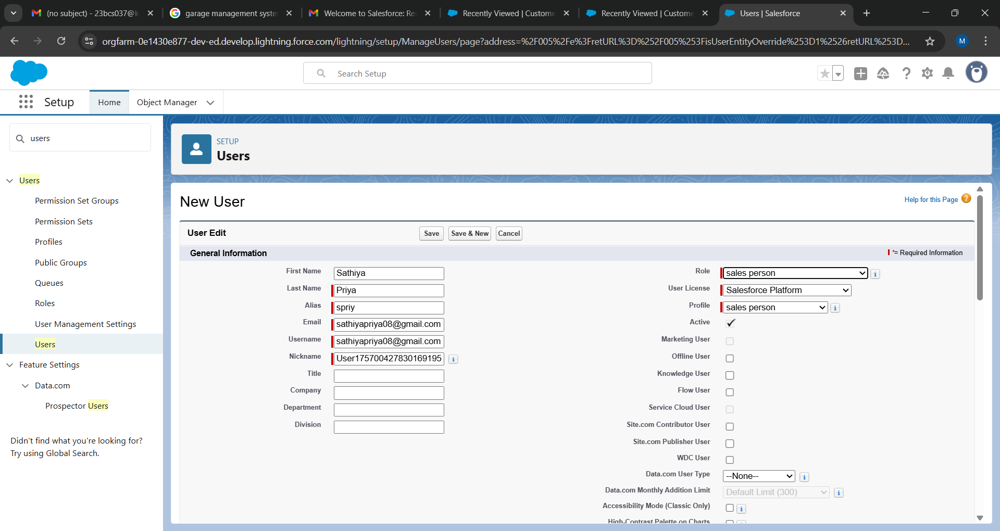 (no subject) - 23bcs037@k
garage management syste
Welcome to Salesforce: Re
Recently Viewed | Custome
Recently Viewed | Custome
Users | Salesforce
orgfarm-0e1430e877-dev-ed.develop.lightning.force.com/lightning/setup/ManageUsers/page?address=%2F005%2Fe%3FretURL%3D%252F005%253FisUserEntityOverride%253D1%2526retURL%253D...
M
Search Setup
Setup
Home
Object Manager
users
Users
Permission Set Groups
Permission Sets
Profiles
Public Groups
Queues
Roles
User Management Settings
Users
Feature Settings
Data.com
Prospector Users
Didn't find what you're looking for?
Try using Global Search.
SETUP
Users
New User
Help for this Page
User Edit
Save
Save & New
Cancel
General Information
*= Required Information
First Name Sathiya
Last Name Priya
Alias spriy
Email sathiyapriya08@gmail.com
Username sathiyapriya08@gmail.com
Nickname User175700427830169195
Title
Company
Department
Division
Role sales person
User License Salesforce Platform
Profile sales person
Active
Marketing User
Offline User
Knowledge User
Flow User
Service Cloud User
Site.com Contributor User
Site.com Publisher User
WDC User
Data.com User Type --None--
Data.com Monthly Addition Limit Default Limit (300)
Accessibility Mode (Classic Only)
High-Contrast Palette on Charts